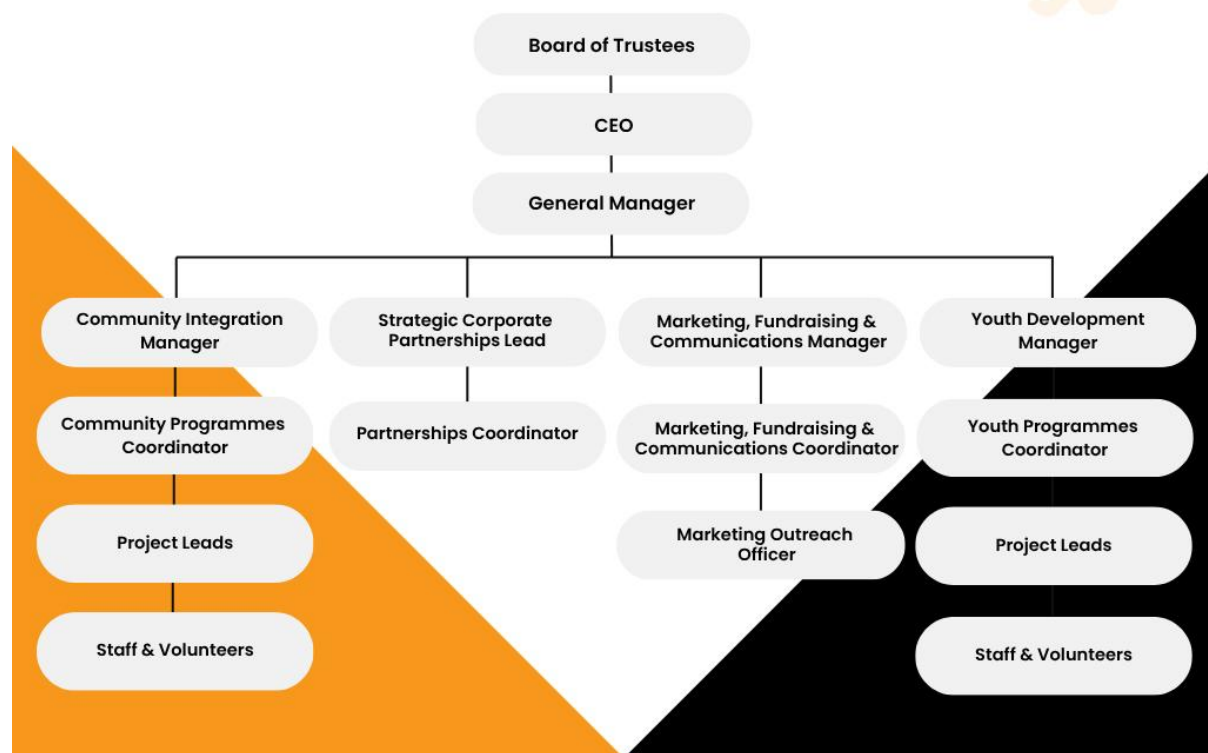 Board of Trustees
CEO
General Manager
Community Integration
Manager
Strategic Corporate
Partnerships Lead
Marketing, Fundraising &
Communications Manager
Youth Development
Manager
Community Programmes
Coordinator
Partnerships Coordinator
Marketing, Fundraising &
Communications Coordinator
Youth Programmes
Coordinator
Project Leads
Marketing Outreach
Officer
Project Leads
Staff & Volunteers
Staff & Volunteers